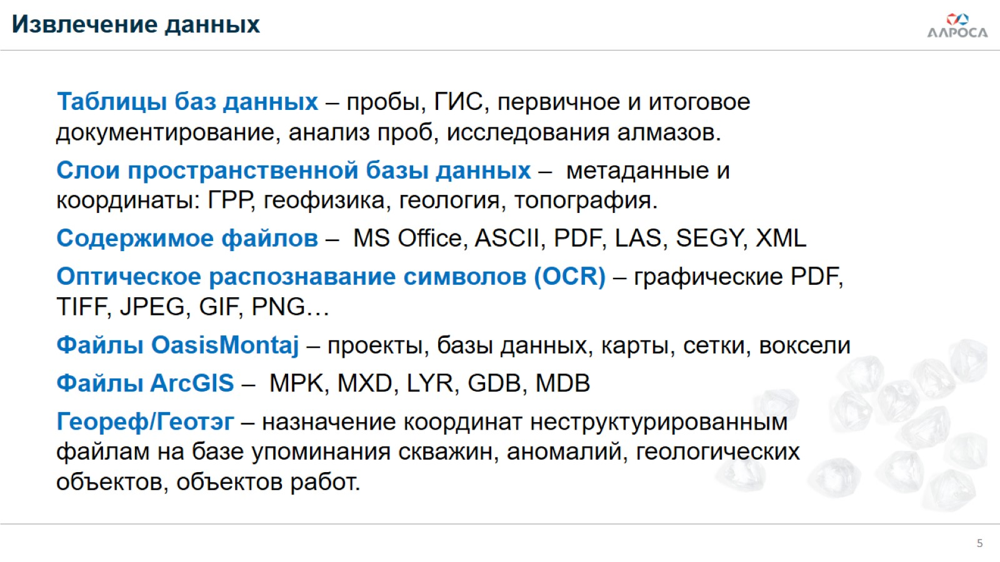 Извлечение данных
АЛРОСА
Таблицы баз данных – пробы, ГИС, первичное и итоговое
документирование, анализ проб, исследования алмазов.
Слои пространственной базы данных –  метаданные и
координаты: ГРР, геофизика, геология, топография.
Содержимое файлов –  MS Office, ASCII, PDF, LAS, SEGY, XML
Оптическое распознавание символов (OCR) – графические PDF,
TIFF, JPEG, GIF, PNG…
Файлы OasisMontaj – проекты, базы данных, карты, сетки, воксели
Файлы ArcGIS –  MPK, MXD, LYR, GDB, MDB
Геореф/Геотэг – назначение координат неструктурированным
файлам на базе упоминания скважин, аномалий, геологических
объектов, объектов работ.
5